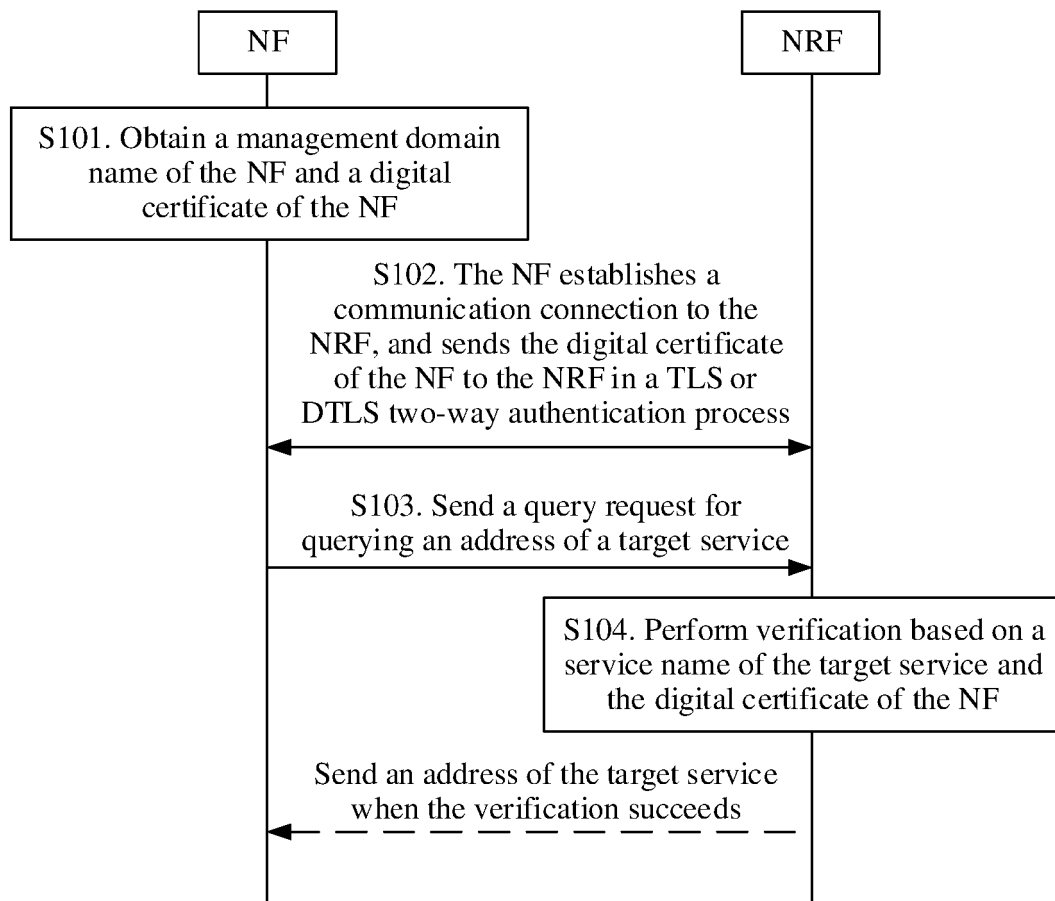 NF
NRF
S101. Obtain a management domain
name of the NF and a digital
certificate of the NF
S102. The NF establishes a
communication connection to the
NRF, and sends the digital certificate
of the NF to the NRF in a TLS or
DTLS two-way authentication process
S103. Send a query request for
querying an address of a target service
S104. Perform verification based on a
service name of the target service and
the digital certificate of the NF
Send an address of the target service
when the verification succeeds